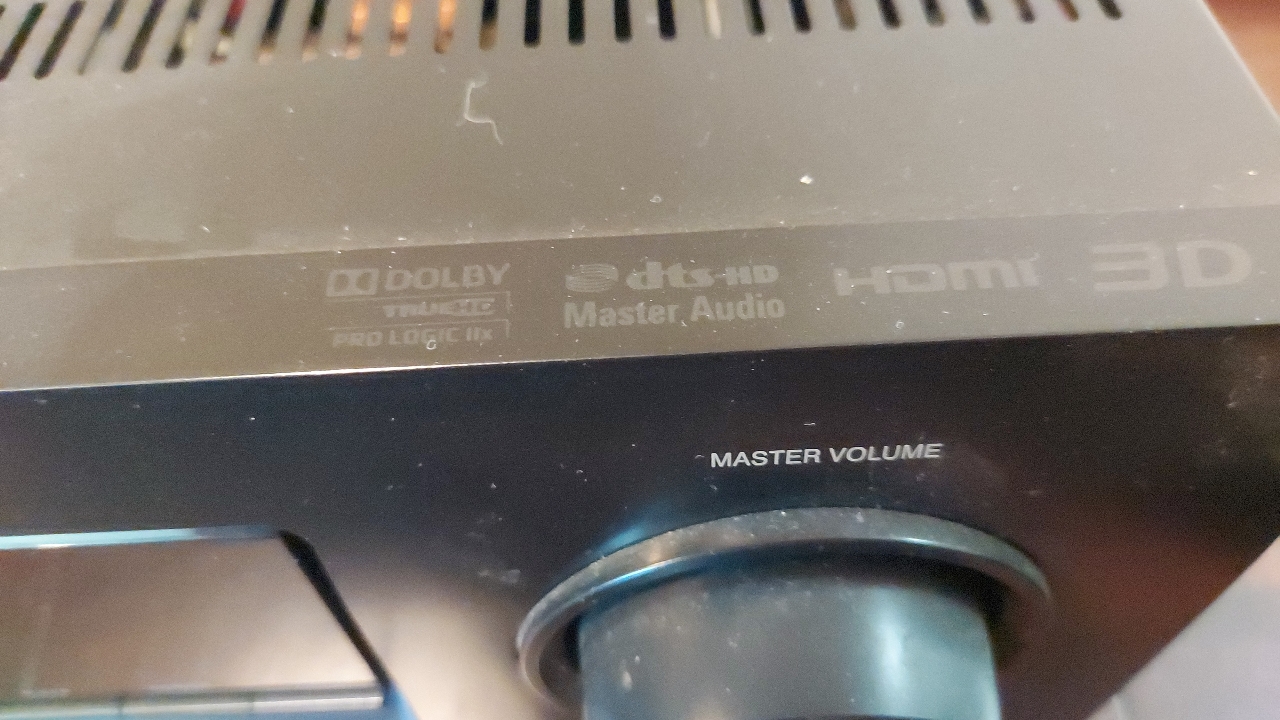 DOLBY
TRUEHD
PRO LOGIC IIx
dts-HD
Master Audio
HDMI
3D
MASTER VOLUME